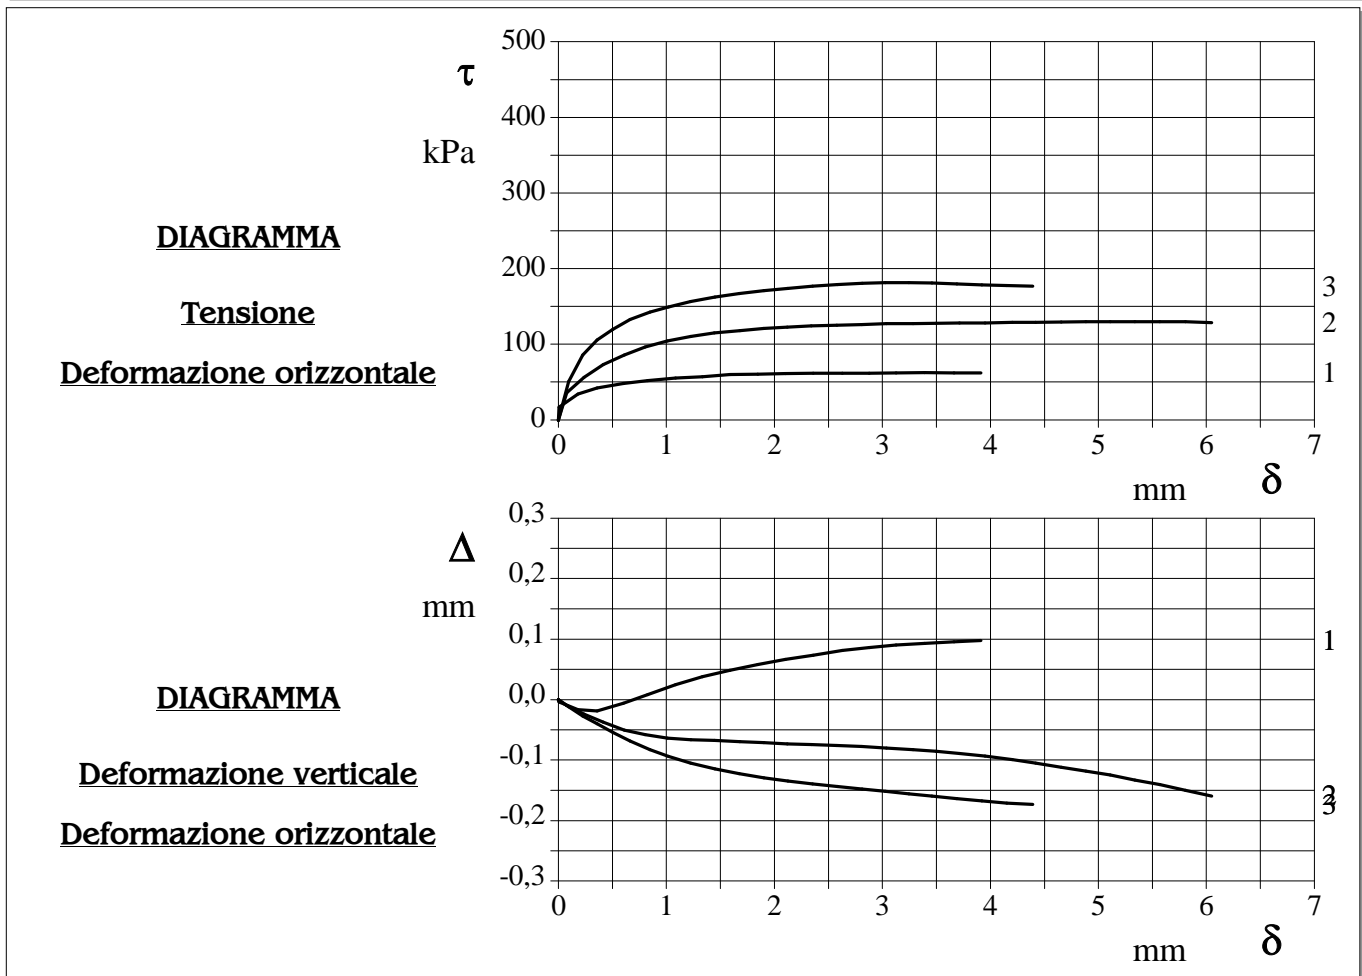 500
τ
400
kPa
300
DIAGRAMMA
200
3
Tensione
2
100
Deformazione orizzontale
1
0
0 1 2 3 4 5 6 7
mm δ
0,3
Δ
0,2
mm
0,1
1
DIAGRAMMA
0,0
-0,1
Deformazione verticale
2
3
-0,2
Deformazione orizzontale
-0,3
0 1 2 3 4 5 6 7
mm δ